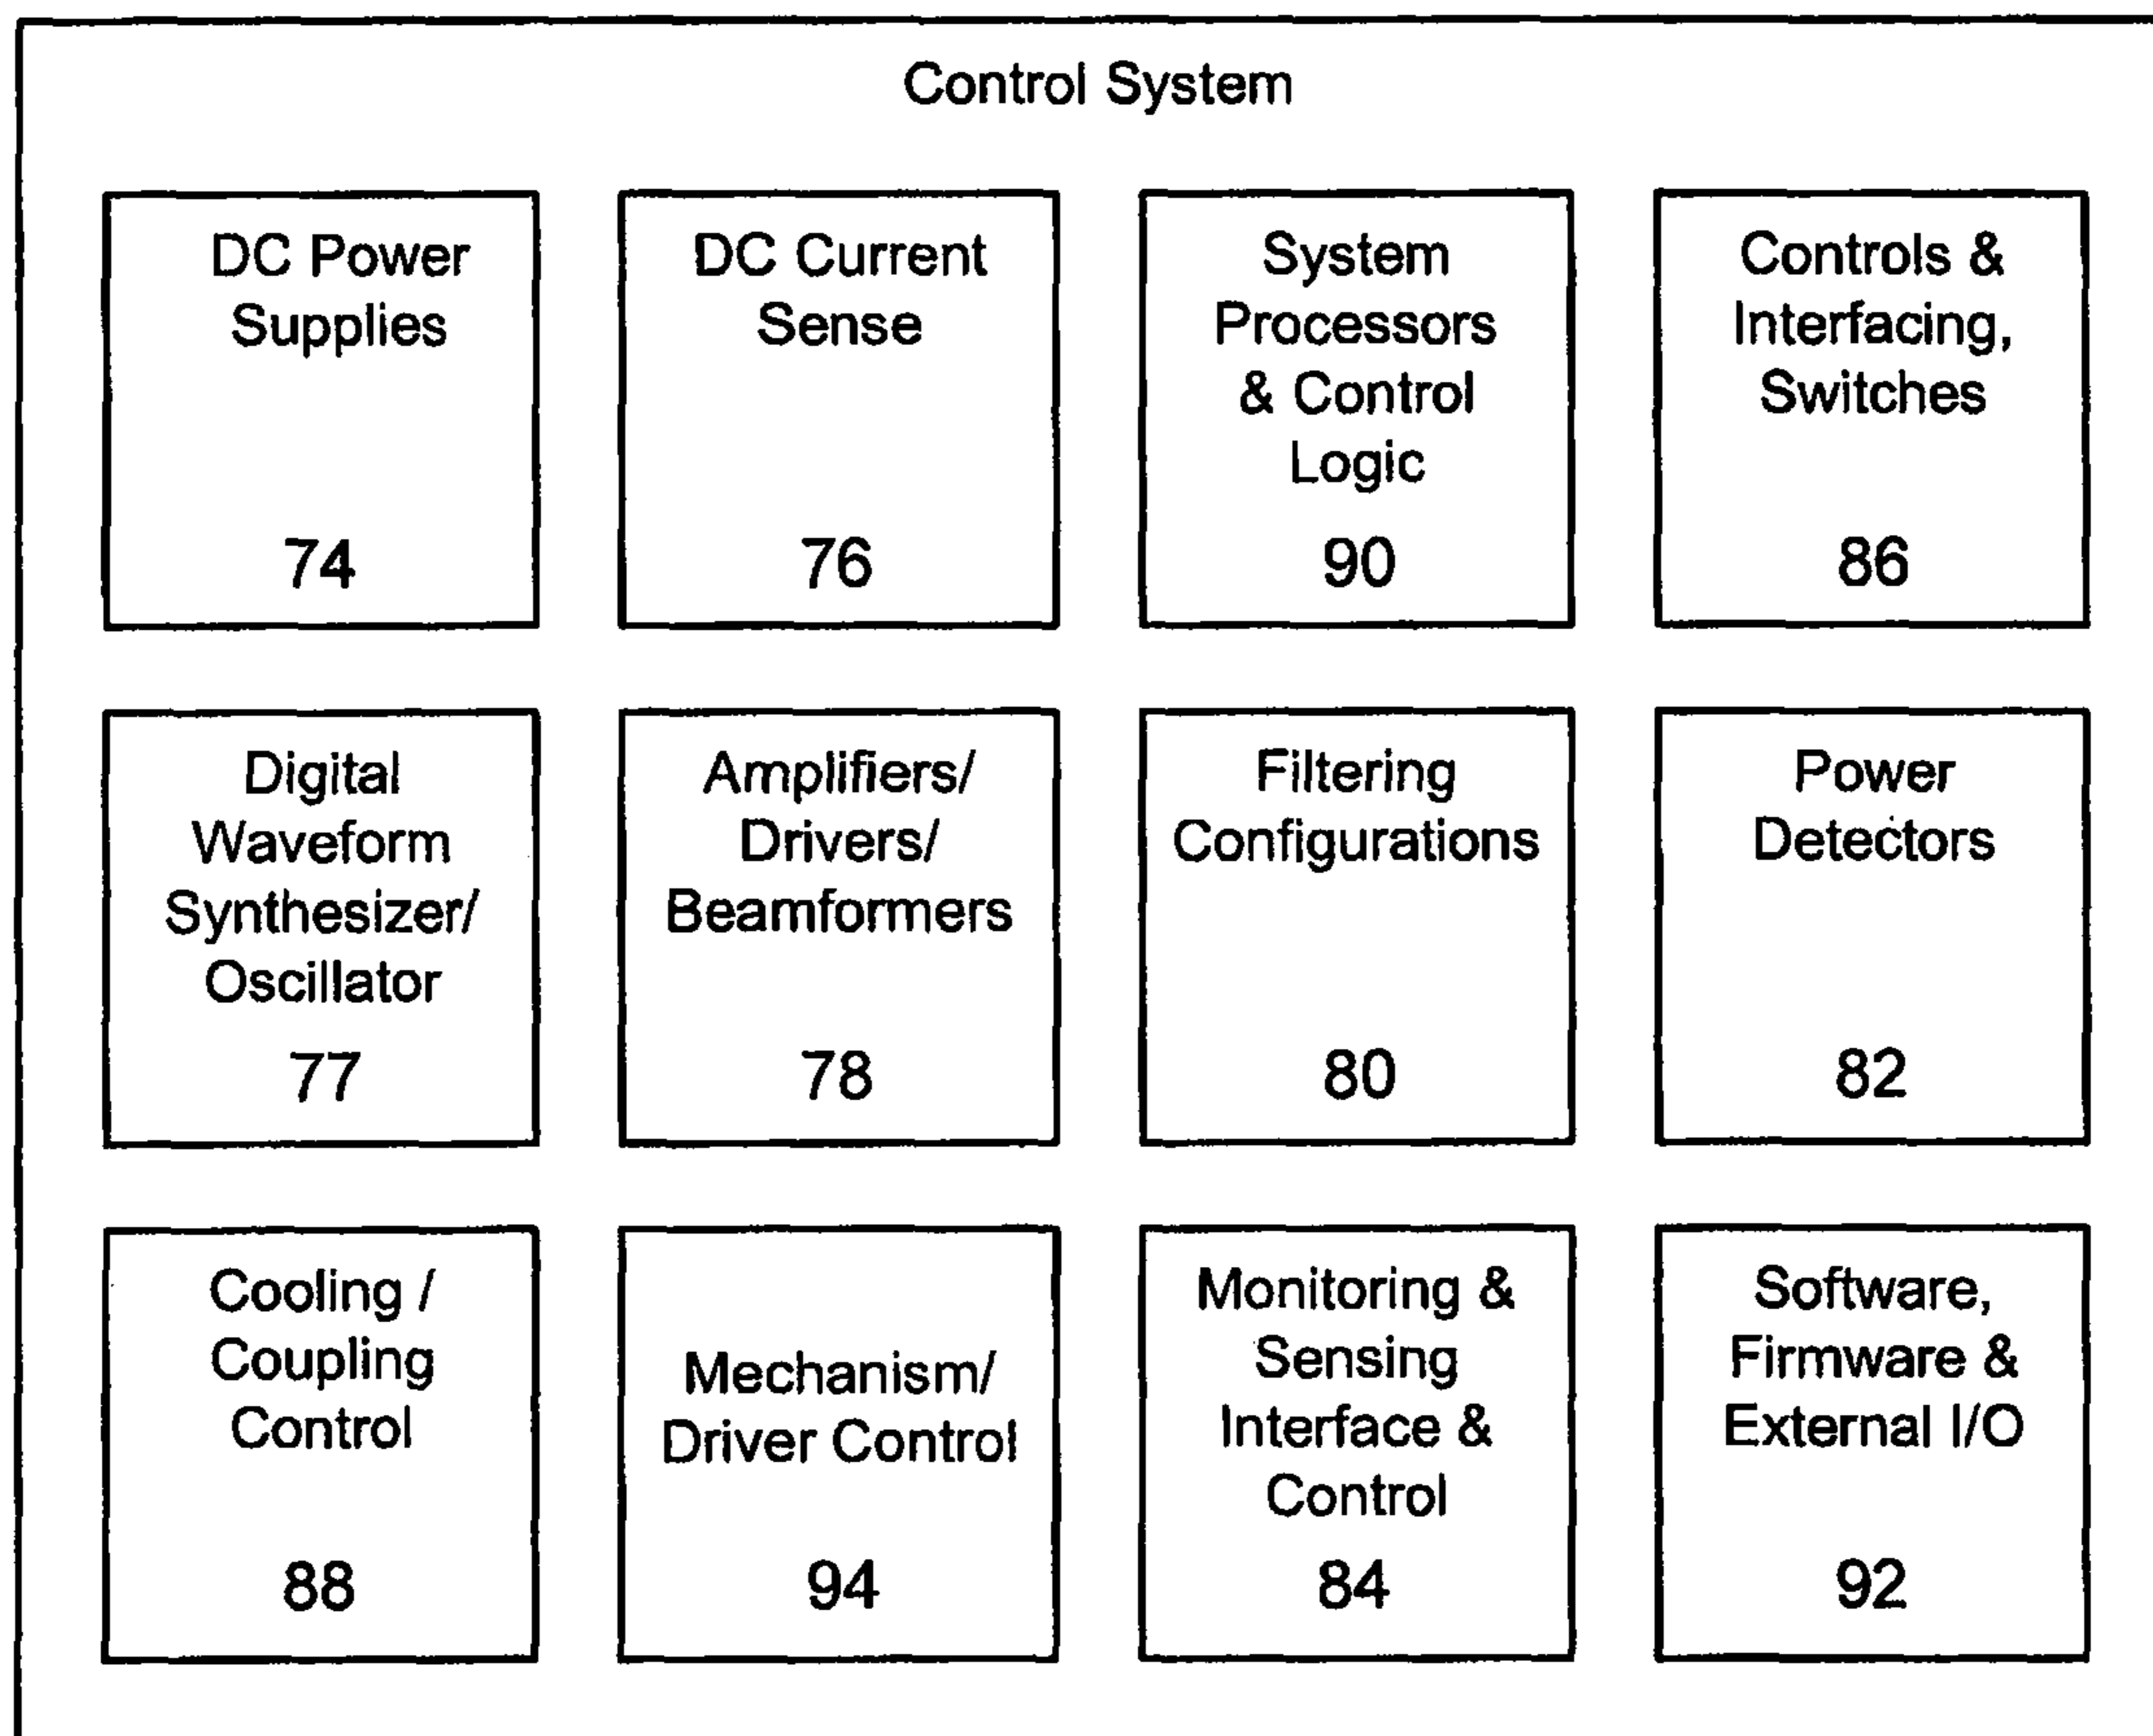 Control System
DC Power
Supplies
74
DC Current
Sense
76
System
Processors
& Control
Logic
90
Controls &
Interfacing,
Switches
86
Digital
Waveform
Synthesizer/
Oscillator
77
Amplifiers/
Drivers/
Beamformers
78
Filtering
Configurations
80
Power
Detectors
82
Cooling /
Coupling
Control
88
Mechanism/
Driver Control
94
Monitoring &
Sensing
Interface &
Control
84
Software,
Firmware &
External I/O
92